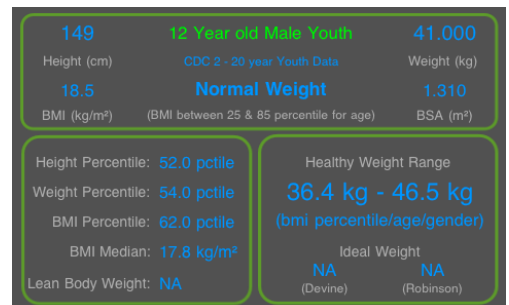 149 12 Year old Male Youth 41.000
Height (cm) CDC 2 - 20 year Youth Data Weight (kg)
18.5 Normal Weight 1.310
BMI (kg/m²) (BMI between 25 & 85 percentile for age) BSA (m²)
Height Percentile: 52.0 pctile
Weight Percentile: 54.0 pctile
BMI Percentile: 62.0 pctile
BMI Median: 17.8 kg/m²
Lean Body Weight: NA
Healthy Weight Range
36.4 kg - 46.5 kg
(bmi percentile/age/gender)
Ideal Weight
NA NA
(Devine) (Robinson)